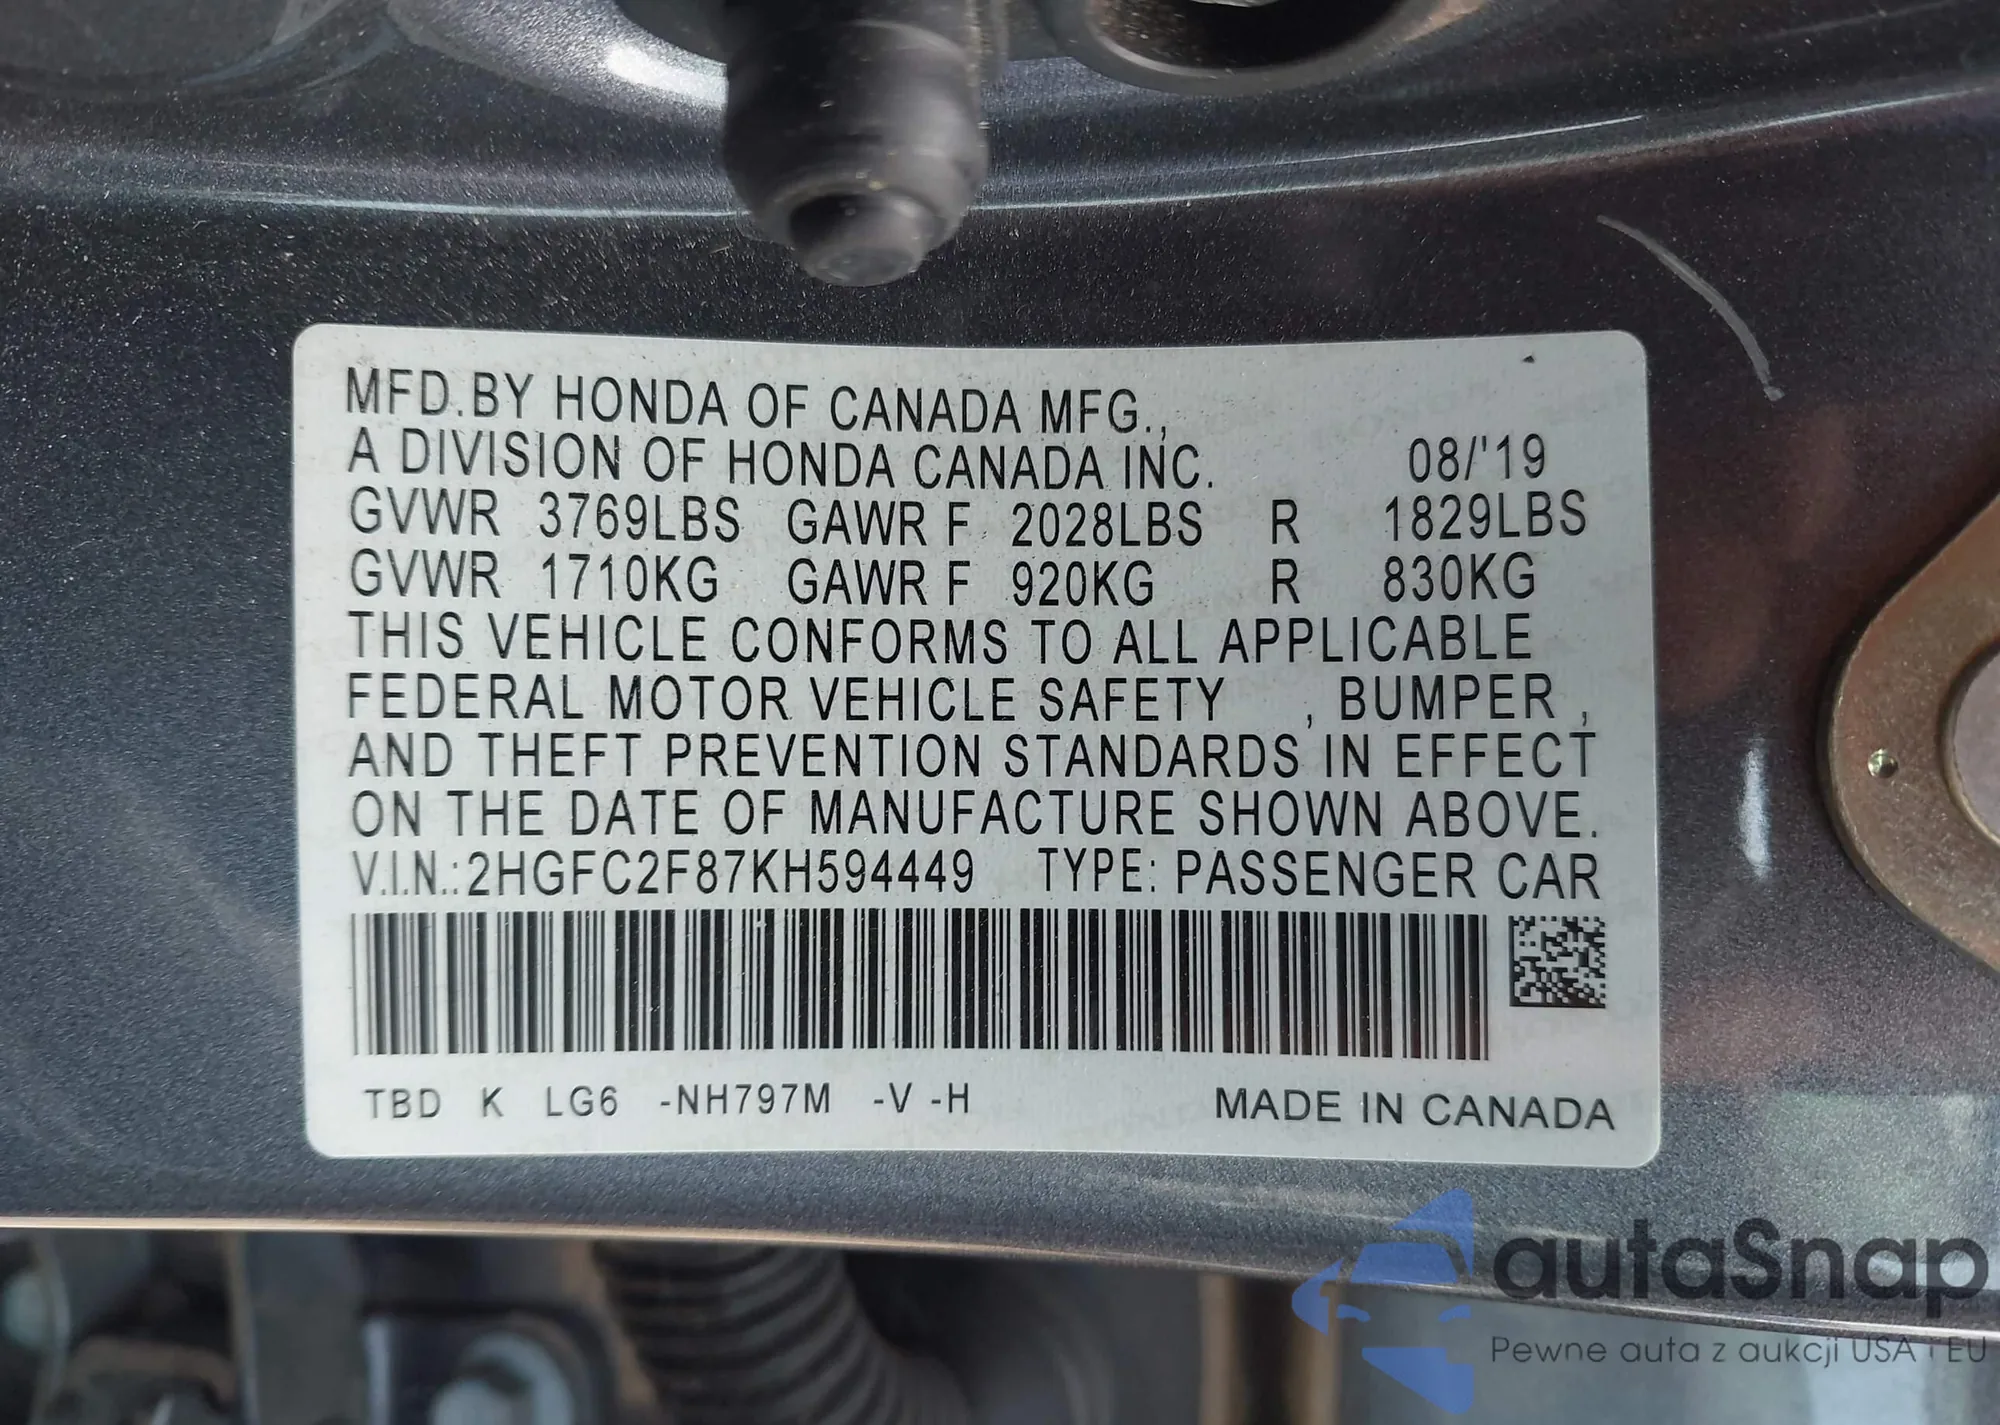 MFD.BY HONDA OF CANADA MFG.,
A DIVISION OF HONDA CANADA INC. 08/'19
GVWR 3769LBS GAWR F 2028LBS R 1829LBS
GVWR 1710KG GAWR F 920KG R 830KG
THIS VEHICLE CONFORMS TO ALL APPLICABLE
FEDERAL MOTOR VEHICLE SAFETY , BUMPER ,
AND THEFT PREVENTION STANDARDS IN EFFECT
ON THE DATE OF MANUFACTURE SHOWN ABOVE.
V.I.N.:2HGFC2F87KH594449 TYPE: PASSENGER CAR
TBD K LG6 -NH797M -V -H MADE IN CANADA
autaSnap
Pewne auta z aukcji USA i EU